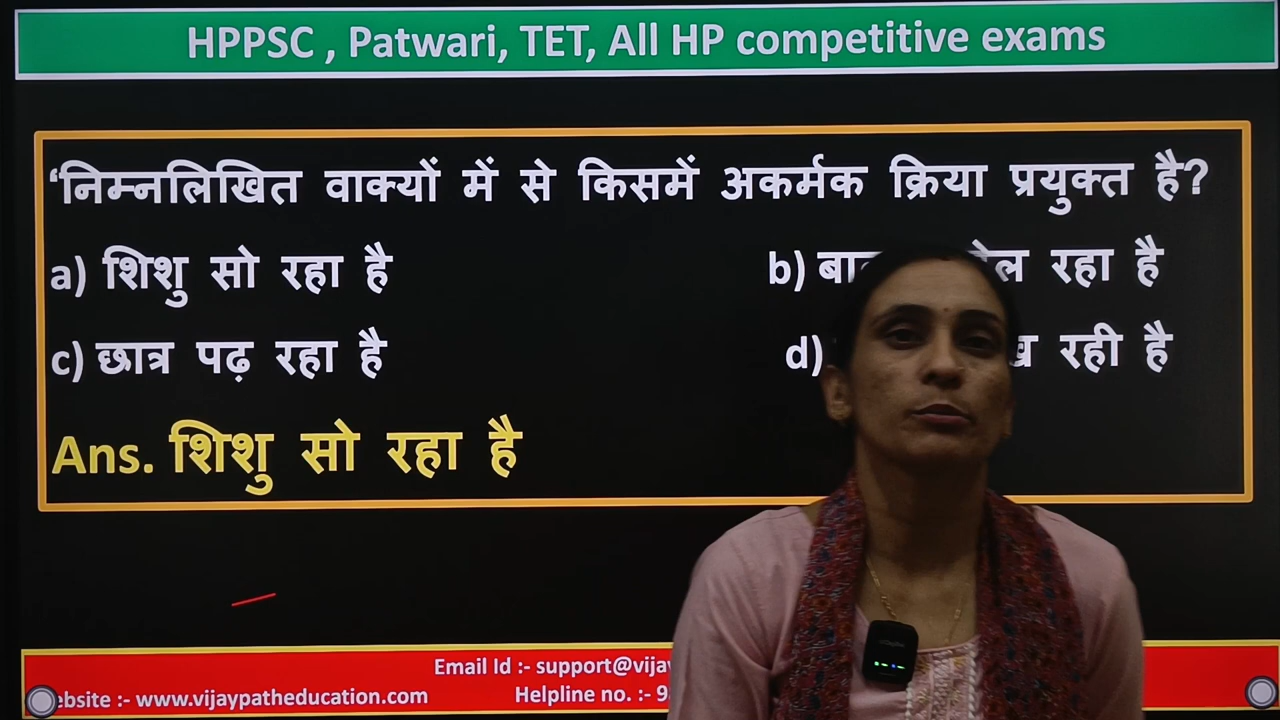 HPPSC , Patwari, TET, All HP competitive exams
‘निम्नलिखित वाक्यों में से किसमें अकर्मक क्रिया प्रयुक्त है?
a) शिशु सो रहा है
b) रहा है
c) छात्र पढ़ रहा है
d) रही है
Ans. शिशु सो रहा है
Email Id :- support@vijay
:- www.vijaypatheducation.com
Helpline no. :- 9